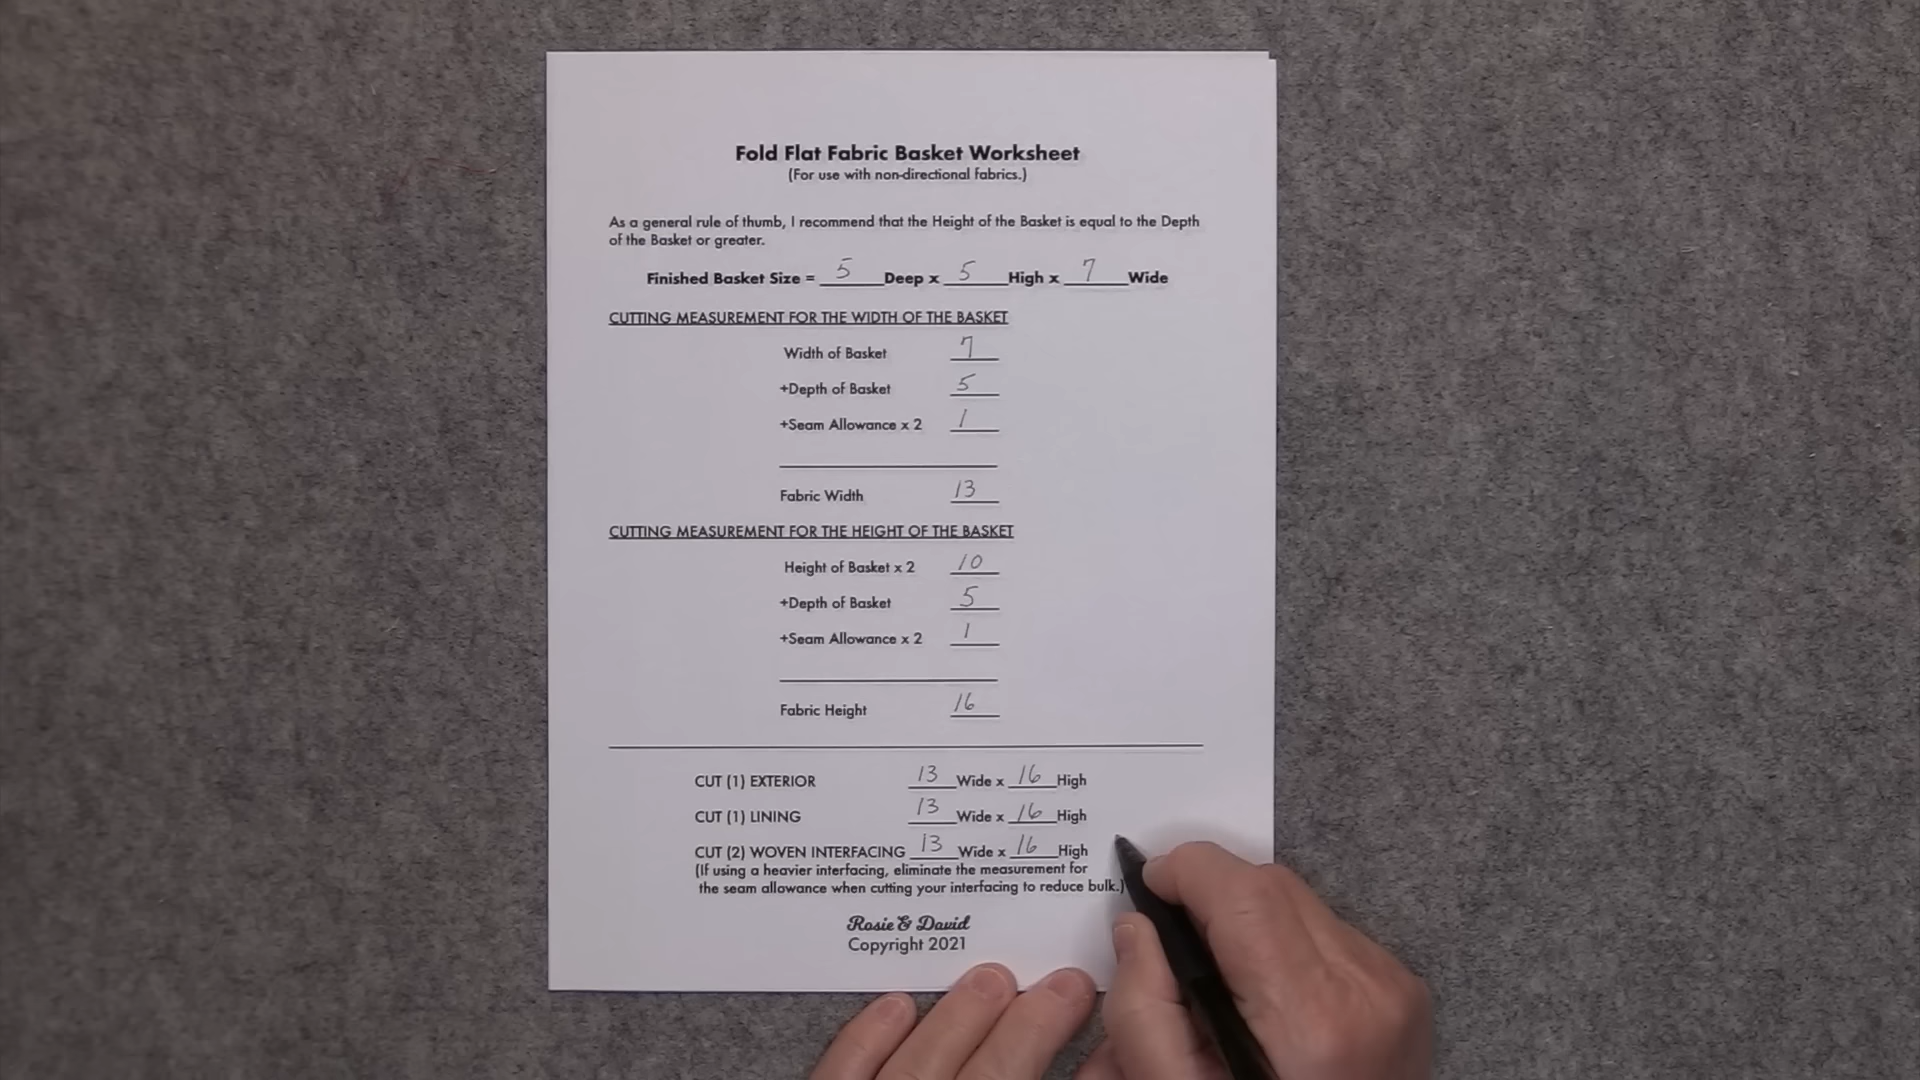 Fold Flat Fabric Basket Worksheet
(For use with non-directional fabrics.)
As a general rule of thumb, I recommend that the Height of the Basket is equal to the Depth
of the Basket or greater.
Finished Basket Size = 5 Deep x 5 High x 7 Wide
CUTTING MEASUREMENT FOR THE WIDTH OF THE BASKET
Width of Basket 7
+Depth of Basket 5
+Seam Allowance x 2 1
Fabric Width 13
CUTTING MEASUREMENT FOR THE HEIGHT OF THE BASKET
Height of Basket x 2 10
+Depth of Basket 5
+Seam Allowance x 2 1
Fabric Height 16
CUT (1) EXTERIOR 13 Wide x 16 High
CUT (1) LINING 13 Wide x 16 High
CUT (2) WOVEN INTERFACING 13 Wide x 16 High
(If using a heavier interfacing, eliminate the measurement for
the seam allowance when cutting your interfacing to reduce bulk.)
Rosie & David
Copyright 2021